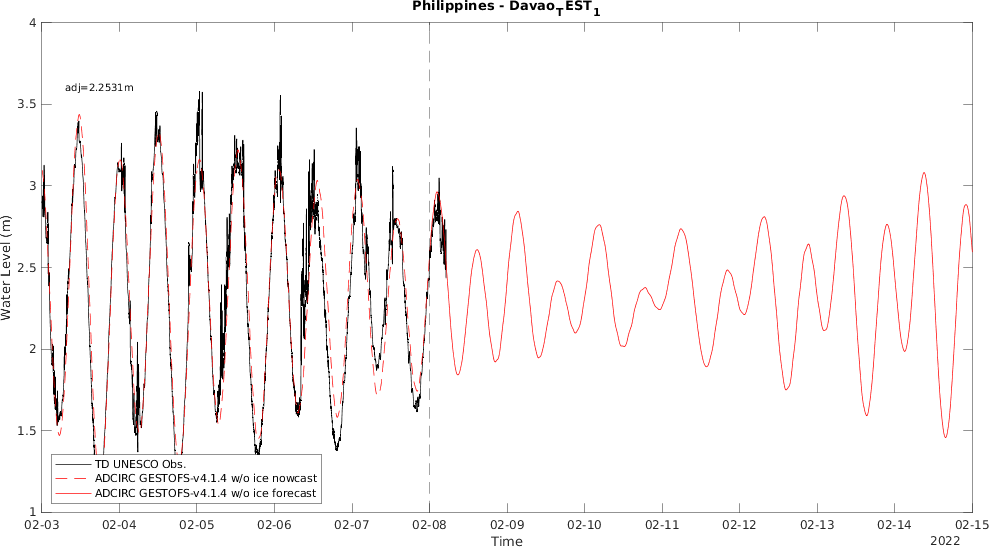 Philippines - Davao_TEST_1
4
adj=2.2531m
3.5
3
2.5
2
1.5
1
Water Level (m)
TD UNESCO Obs.
ADCIRC GESTOFS-v4.1.4 w/o ice nowcast
ADCIRC GESTOFS-v4.1.4 w/o ice forecast
02-03 02-04 02-05 02-06 02-07 02-08 02-09 02-10 02-11 02-12 02-13 02-14 02-15
Time
2022